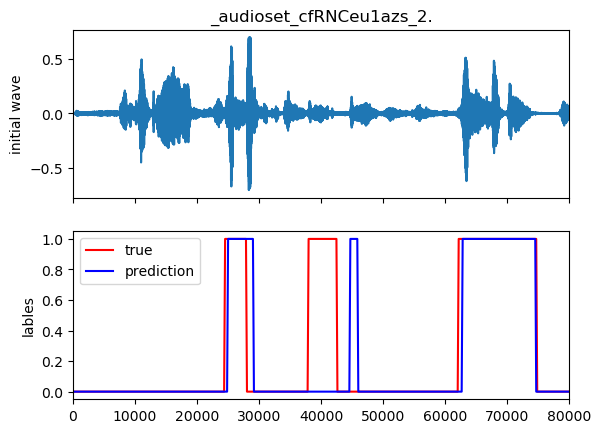 _audioset_cfRNCeu1azs_2.
initial wave
0.5
0.0
−0.5
lables
1.0
0.8
0.6
0.4
0.2
0.0
true
prediction
0 10000 20000 30000 40000 50000 60000 70000 80000